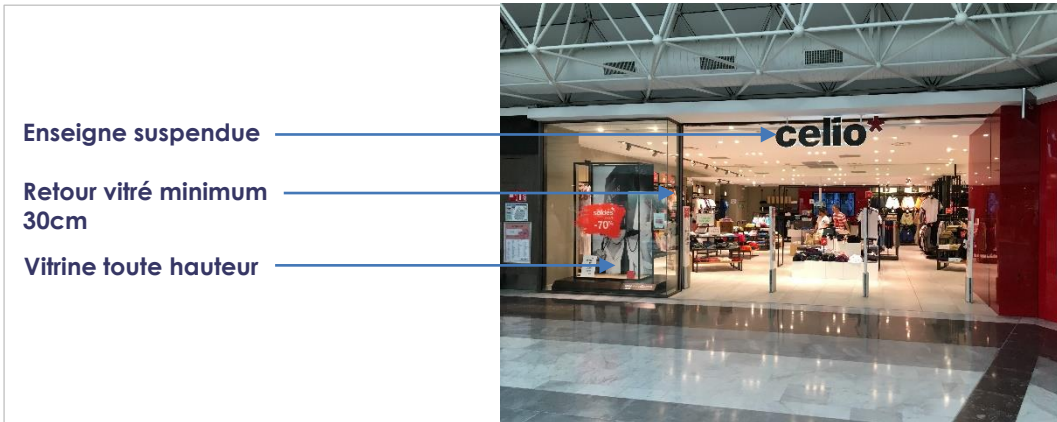 Enseigne suspendue
celio*
Retour vitré minimum
30cm
Vitrine toute hauteur
soldes
-70%